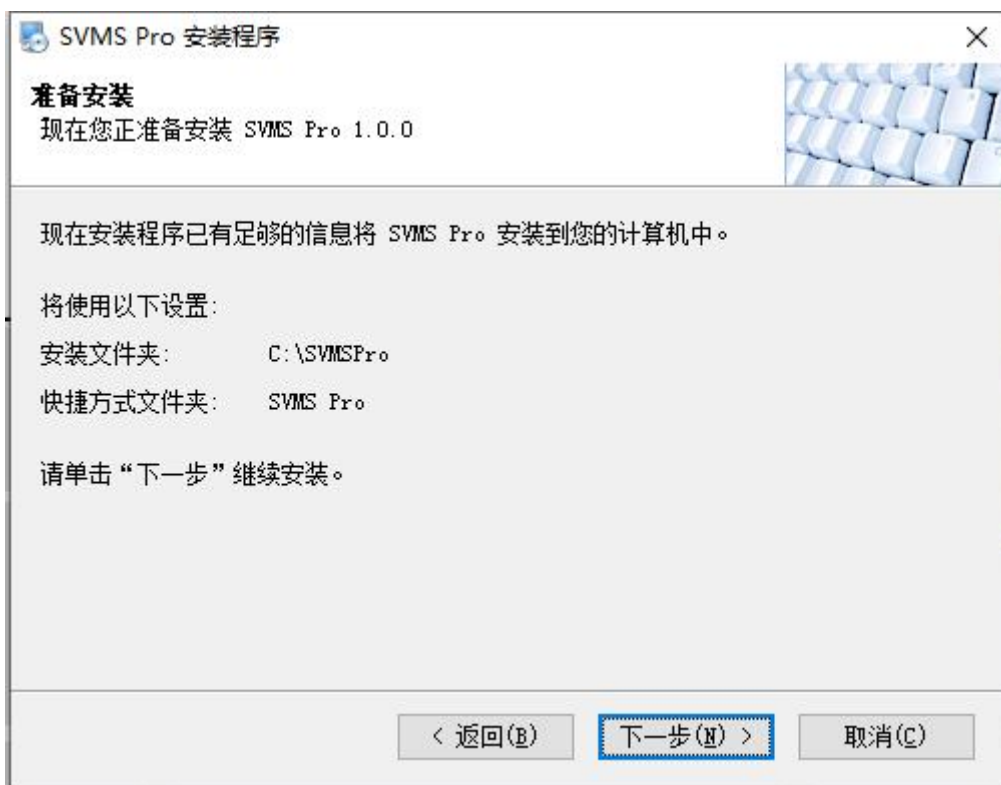 SVMS Pro 安装程序
准备安装
现在您正准备安装 SVMS Pro 1.0.0
现在安装程序已有足够的信息将 SVMS Pro 安装到您的计算机中。
将使用以下设置:
安装文件夹: C:\SVMSPro
快捷方式文件夹: SVMS Pro
请单击“下一步”继续安装。
< 返回(B) 下一步(N) > 取消(C)